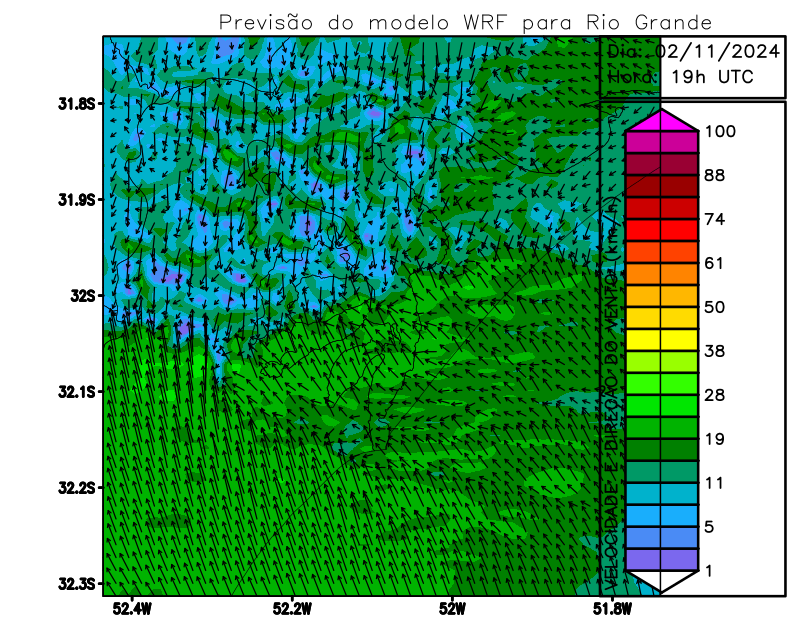 Previsão do modelo WRF para Rio Grande
Dia: 02/11/2024
Hora: 19h UTC
31.8S
31.9S
32S
32.1S
32.2S
32.3S
52.4W
52.2W
52W
51.8W
VELOCIDADE E DIREÇÃO DO VENTO (km/h)
100
88
74
61
50
38
28
19
11
5
1